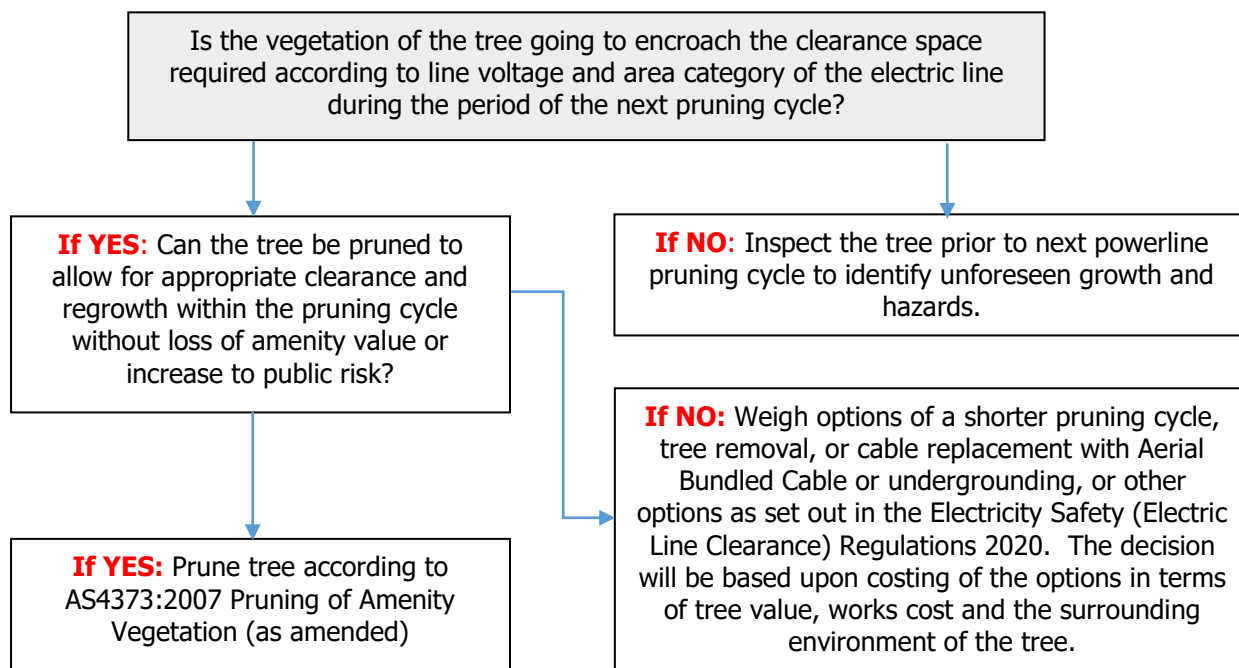 Is the vegetation of the tree going to encroach the clearance space
required according to line voltage and area category of the electric line
during the period of the next pruning cycle?
If YES: Can the tree be pruned to
allow for appropriate clearance and
regrowth within the pruning cycle
without loss of amenity value or
increase to public risk?
If NO: Inspect the tree prior to next powerline
pruning cycle to identify unforeseen growth and
hazards.
If YES: Prune tree according to
AS4373:2007 Pruning of Amenity
Vegetation (as amended)
If NO: Weigh options of a shorter pruning cycle,
tree removal, or cable replacement with Aerial
Bundled Cable or undergrounding, or other
options as set out in the Electricity Safety (Electric
Line Clearance) Regulations 2020.  The decision
will be based upon costing of the options in terms
of tree value, works cost and the surrounding
environment of the tree.